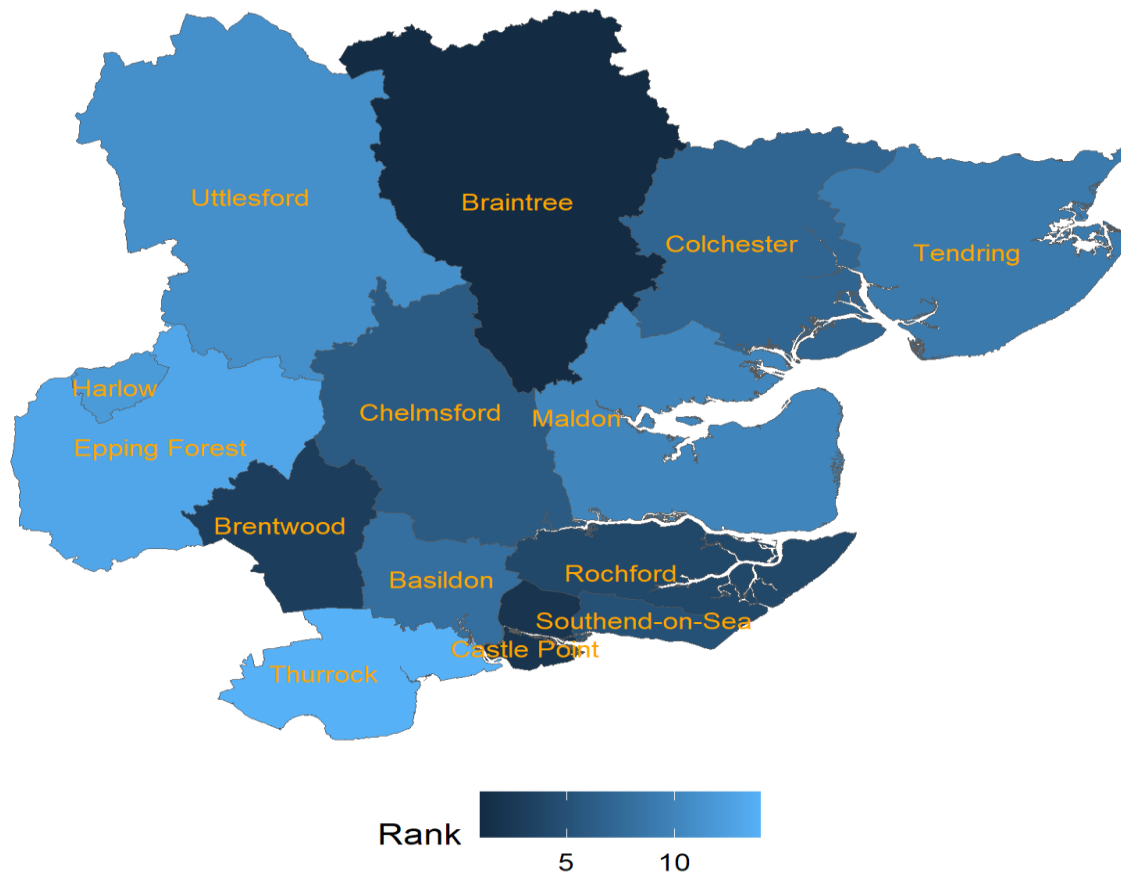 Uttlesford
Braintree
Colchester
Tendring
Harlow
Chelmsford
Maldon
Epping Forest
Brentwood
Basildon
Rochford
Southend-on-Sea
Castle Point
Thurrock
Rank
5 10